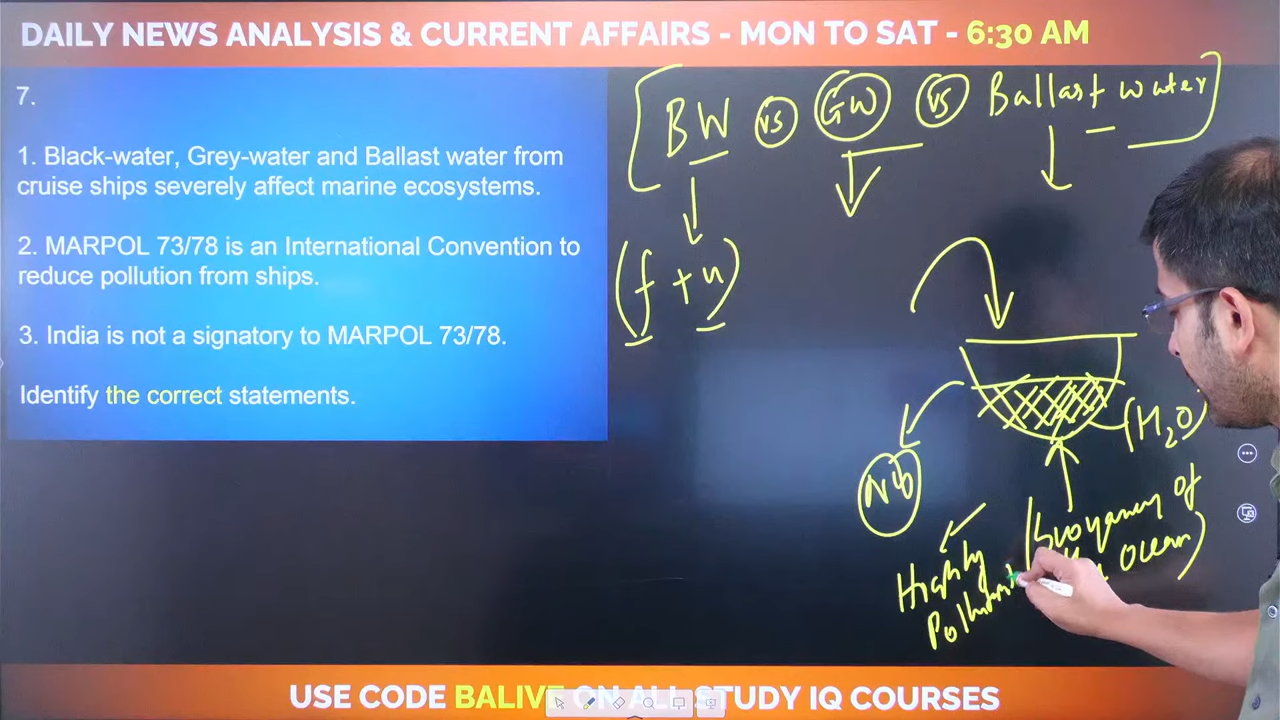 DAILY NEWS ANALYSIS & CURRENT AFFAIRS - MON TO SAT - 6:30 AM
7.
1. Black-water, Grey-water and Ballast water from
cruise ships severely affect marine ecosystems.
2. MARPOL 73/78 is an International Convention to
reduce pollution from ships.
3. India is not a signatory to MARPOL 73/78.
Identify the correct statements.
BW vs GW vs Ballast water
(f + u)
(H2O)
(buoyancy of
Ocean)
Highly
USE CODE BALIVE ON ALL STUDY IQ COURSES